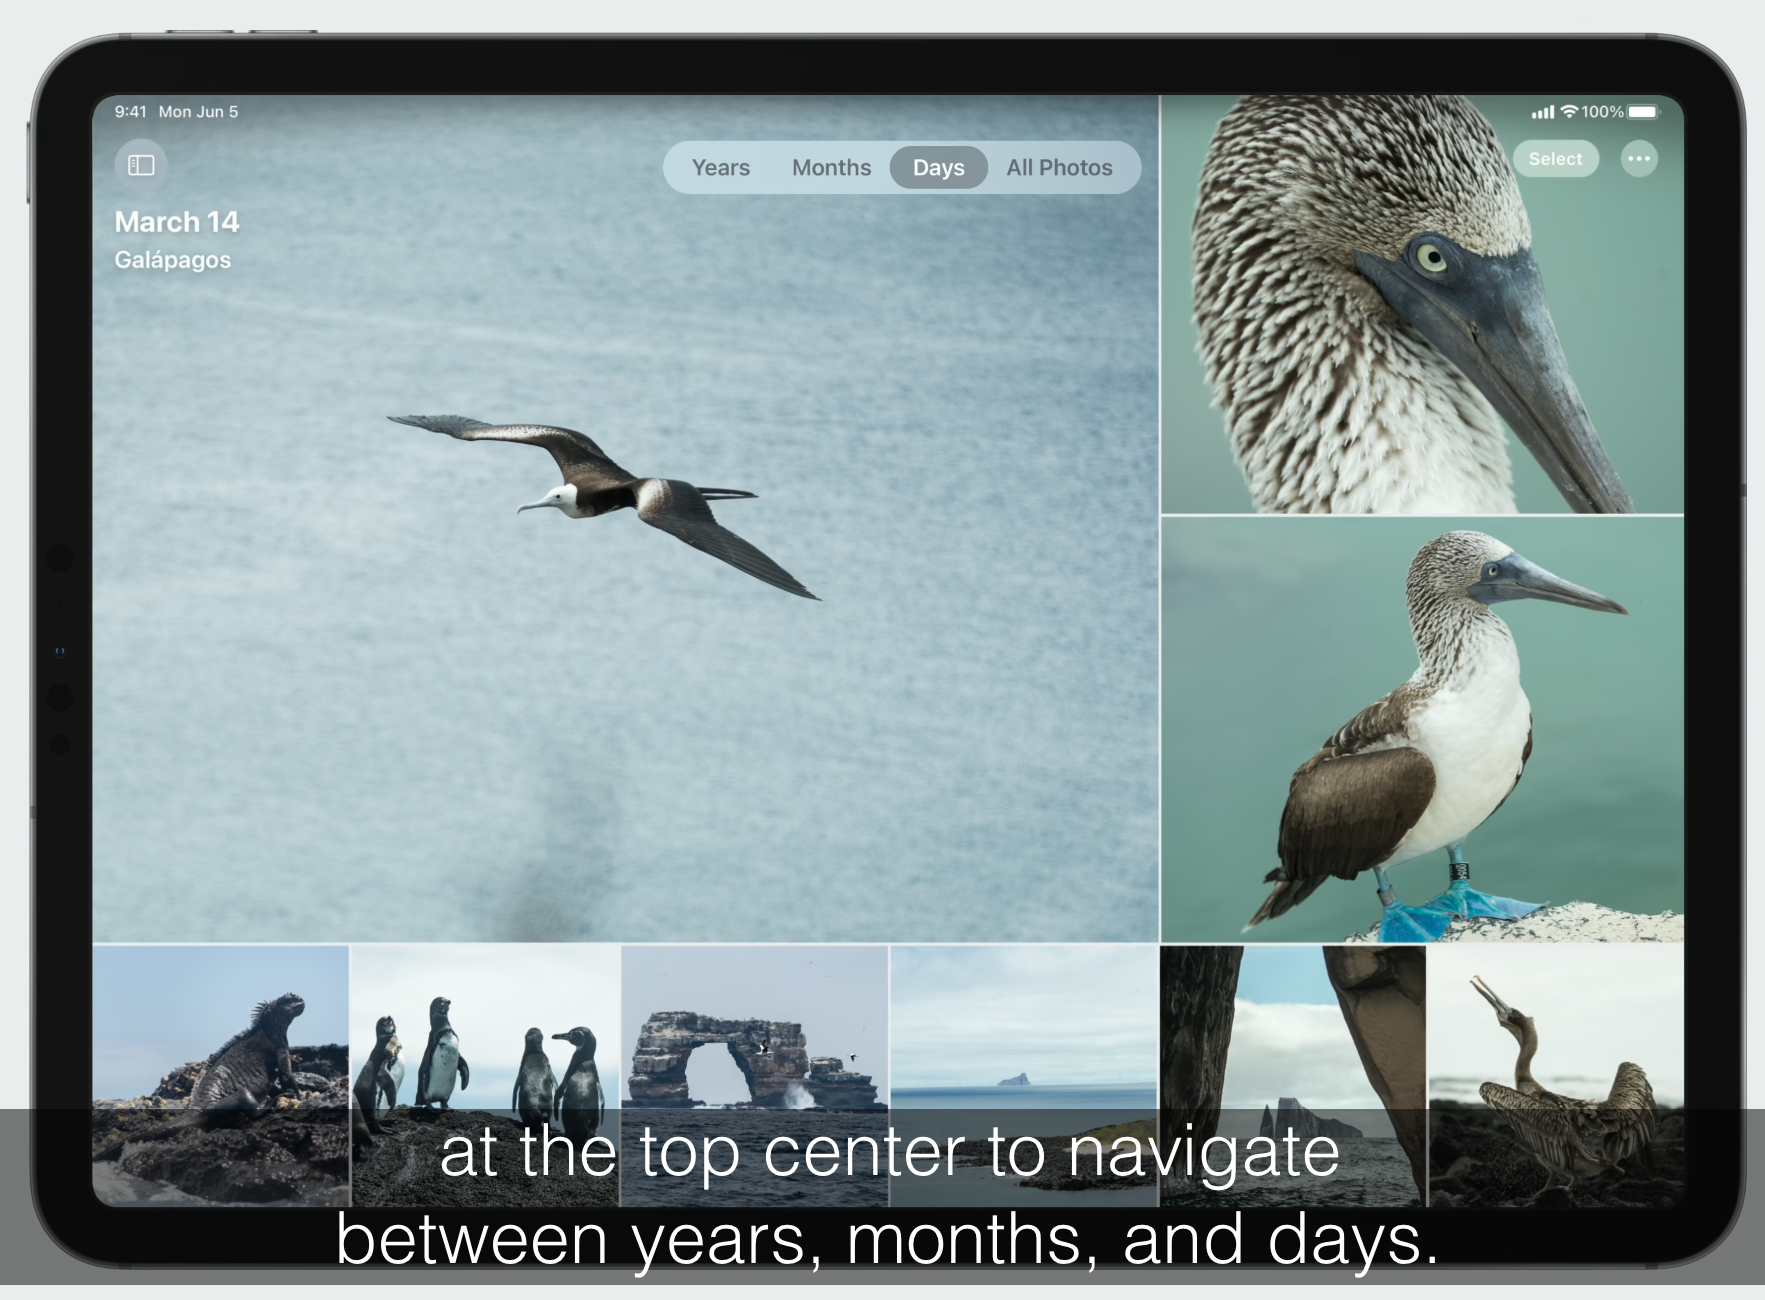 9:41 Mon Jun 5
100%
Years Months Days All Photos
Select
March 14
Galápagos
at the top center to navigate
between years, months, and days.